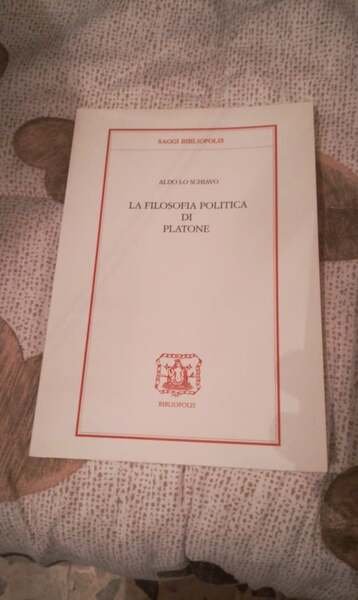 SAGGI BIBLIOPOLIS
ALDO LO SCHIAVO
LA FILOSOFIA POLITICA
DI
PLATONE
BIBLIOPOLIS